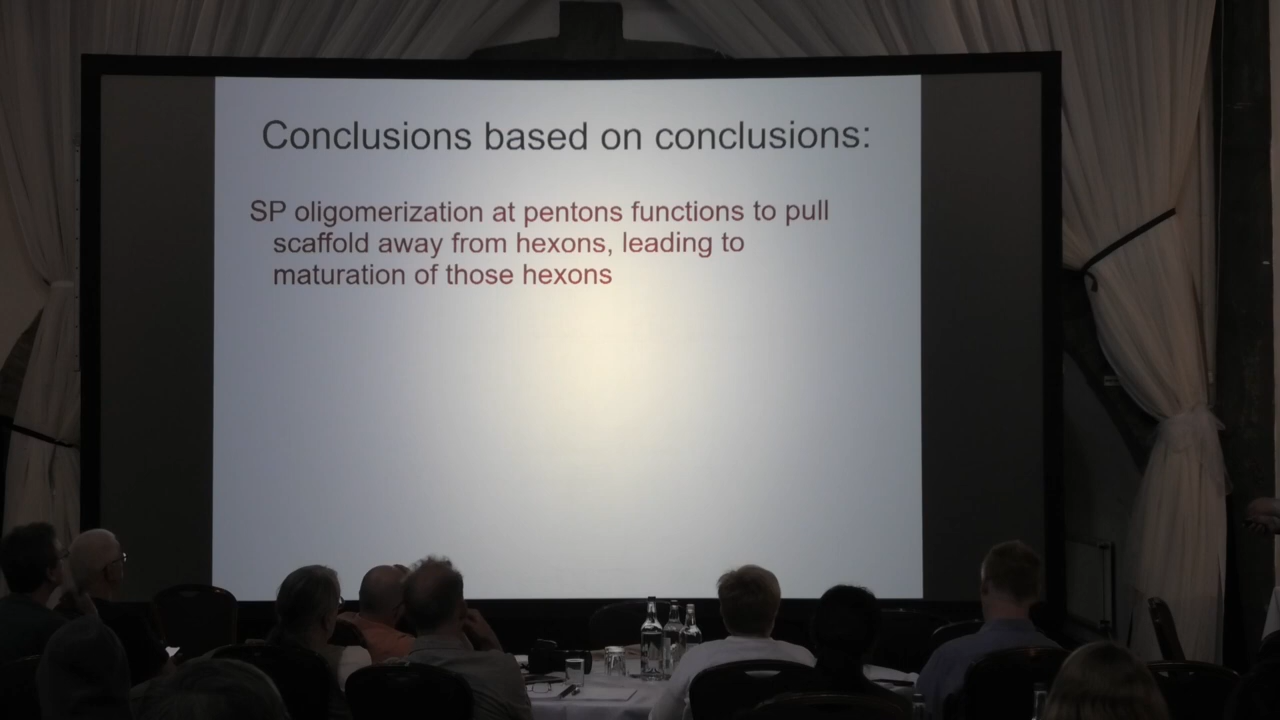 Conclusions based on conclusions:
SP oligomerization at pentons functions to pull
scaffold away from hexons, leading to
maturation of those hexons